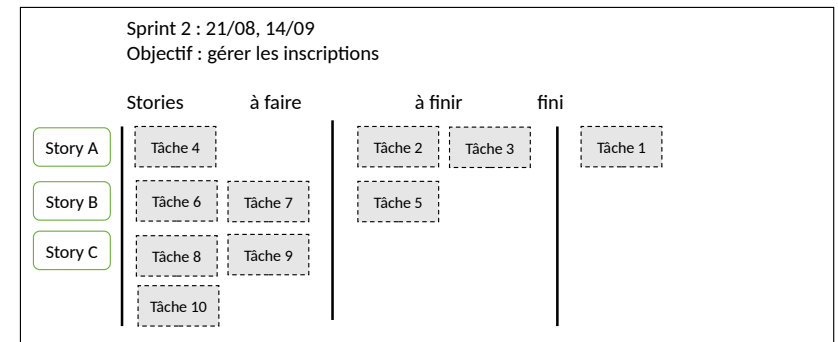 Sprint 2 : 21/08, 14/09
Objectif : gérer les inscriptions
Stories à faire à finir fini
Story A Tâche 4 Tâche 2 Tâche 3 Tâche 1
Story B Tâche 6 Tâche 7 Tâche 5
Story C Tâche 8 Tâche 9
Tâche 10